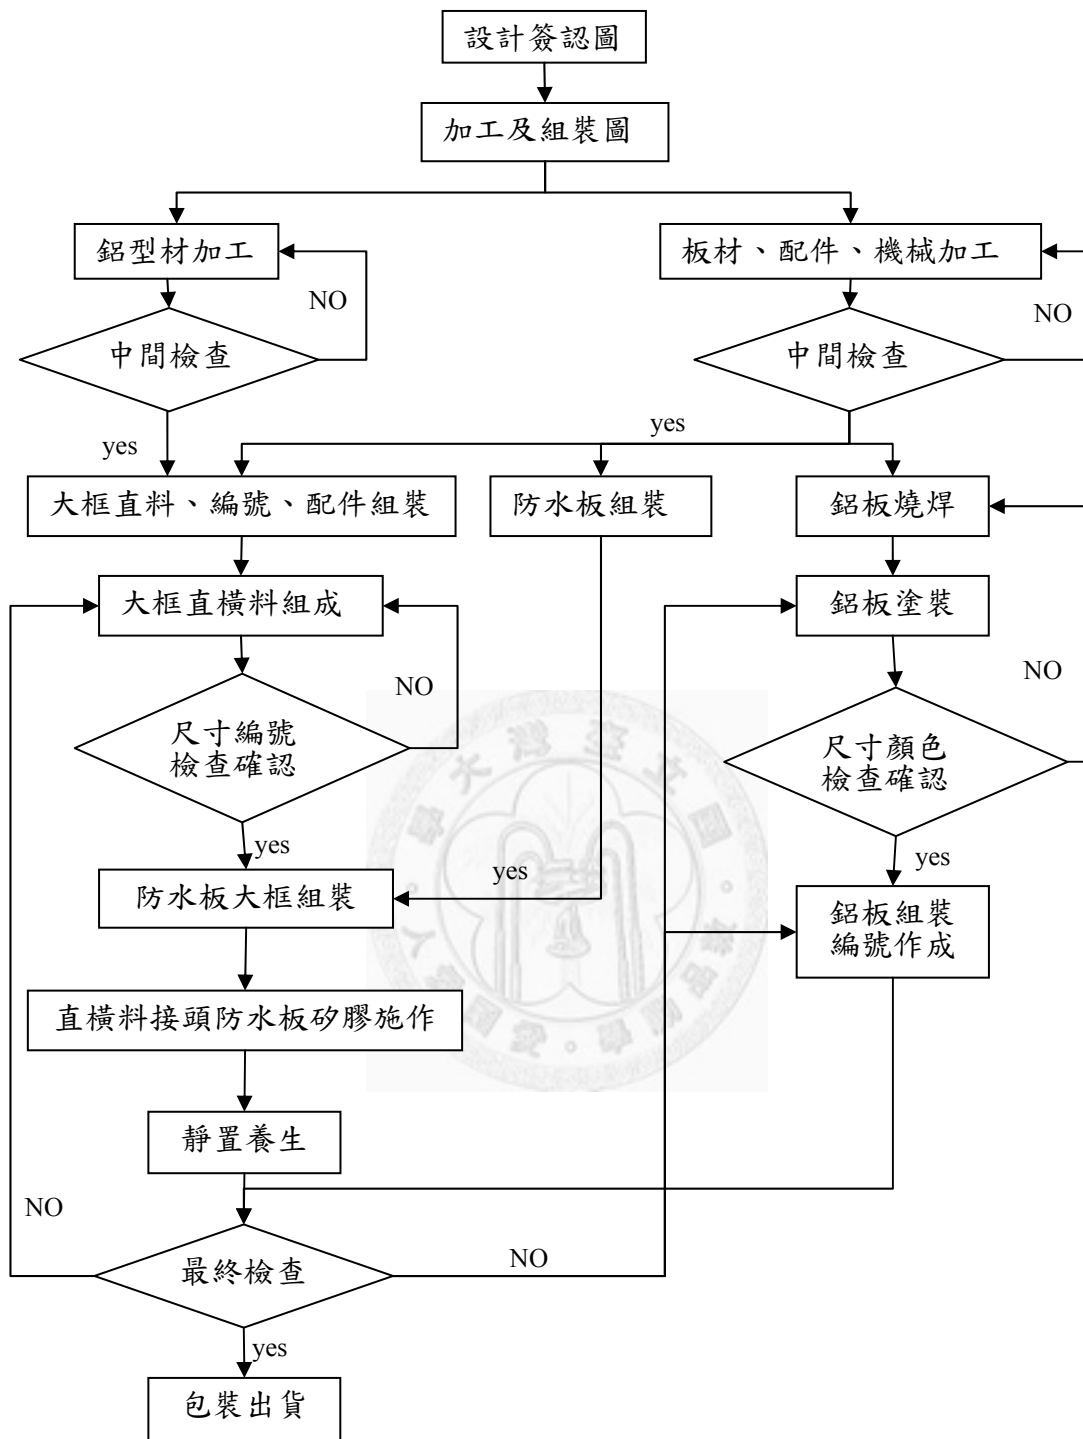 設計簽認圖
加工及組裝圖
鋁型材加工
板材、配件、機械加工
NO
NO
中間檢查
中間檢查
yes
yes
大框直料、編號、配件組裝
防水板組裝
鋁板燒焊
大框直橫料組成
鋁板塗裝
NO
NO
尺寸編號
檢查確認
尺寸顏色
檢查確認
yes
yes
yes
防水板大框組裝
鋁板組裝
編號作成
直橫料接頭防水板矽膠施作
靜置養生
NO
NO
最終檢查
yes
包裝出貨